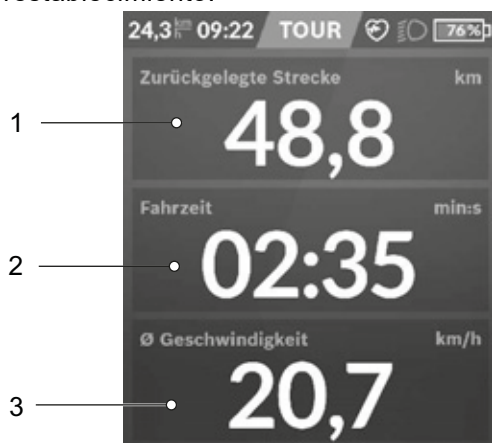 24,3 km/h 09:22 TOUR 76%
Zurückgelegte Strecke km
1
48,8
Fahrzeit min:s
2
02:35
Ø Geschwindigkeit km/h
3
20,7